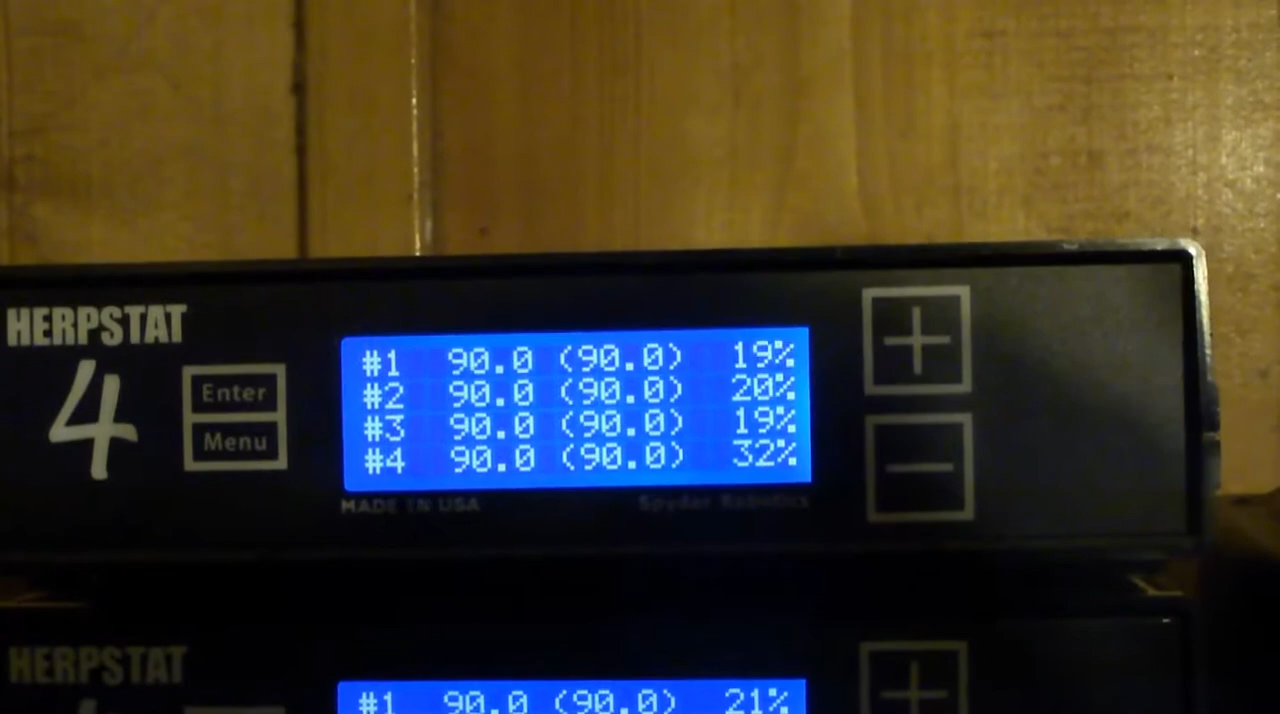 HERPSTAT
4
Enter
Menu
#1 90.0 (90.0) 19%
#2 90.0 (90.0) 20%
#3 90.0 (90.0) 19%
#4 90.0 (90.0) 32%
+
−
MADE IN USA Spyder Robotics
HERPSTAT
#1 90.0 (90.0) 21%
+